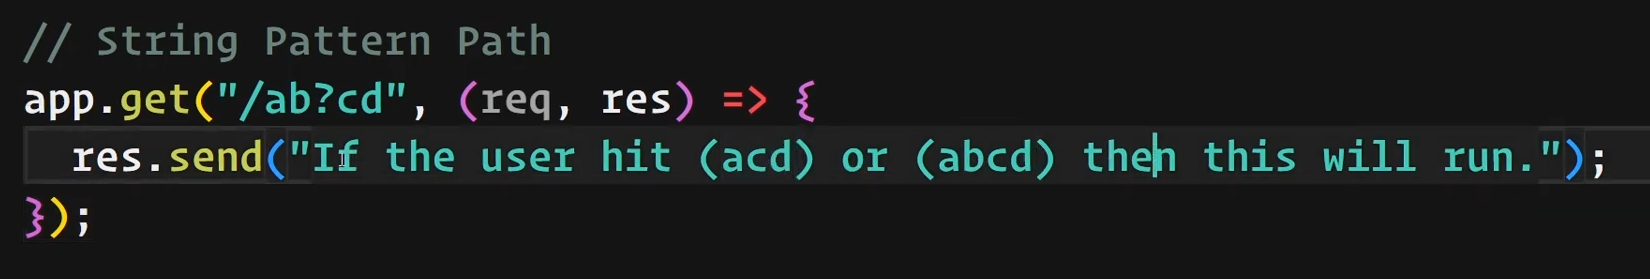 // String Pattern Path
app.get("/ab?cd", (req, res) => {
  res.send("If the user hit (acd) or (abcd) then this will run.");
});